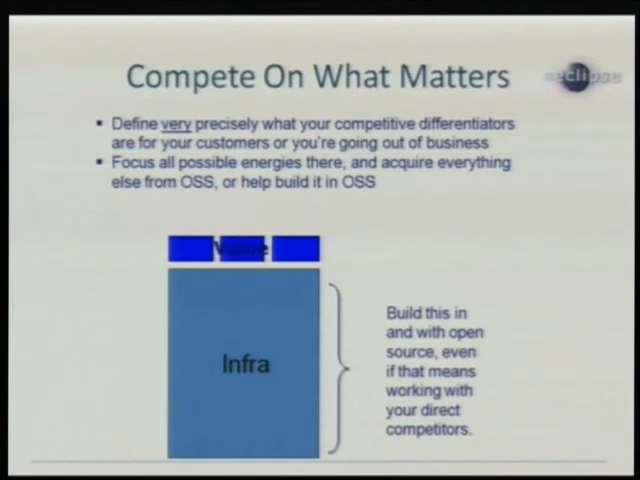 Compete On What Matters
eclipse
▪ Define very precisely what your competitive differentiators
are for your customers or you're going out of business
▪ Focus all possible energies there, and acquire everything
else from OSS, or help build it in OSS
Value
Infra
Build this in
and with open
source, even
if that means
working with
your direct
competitors.